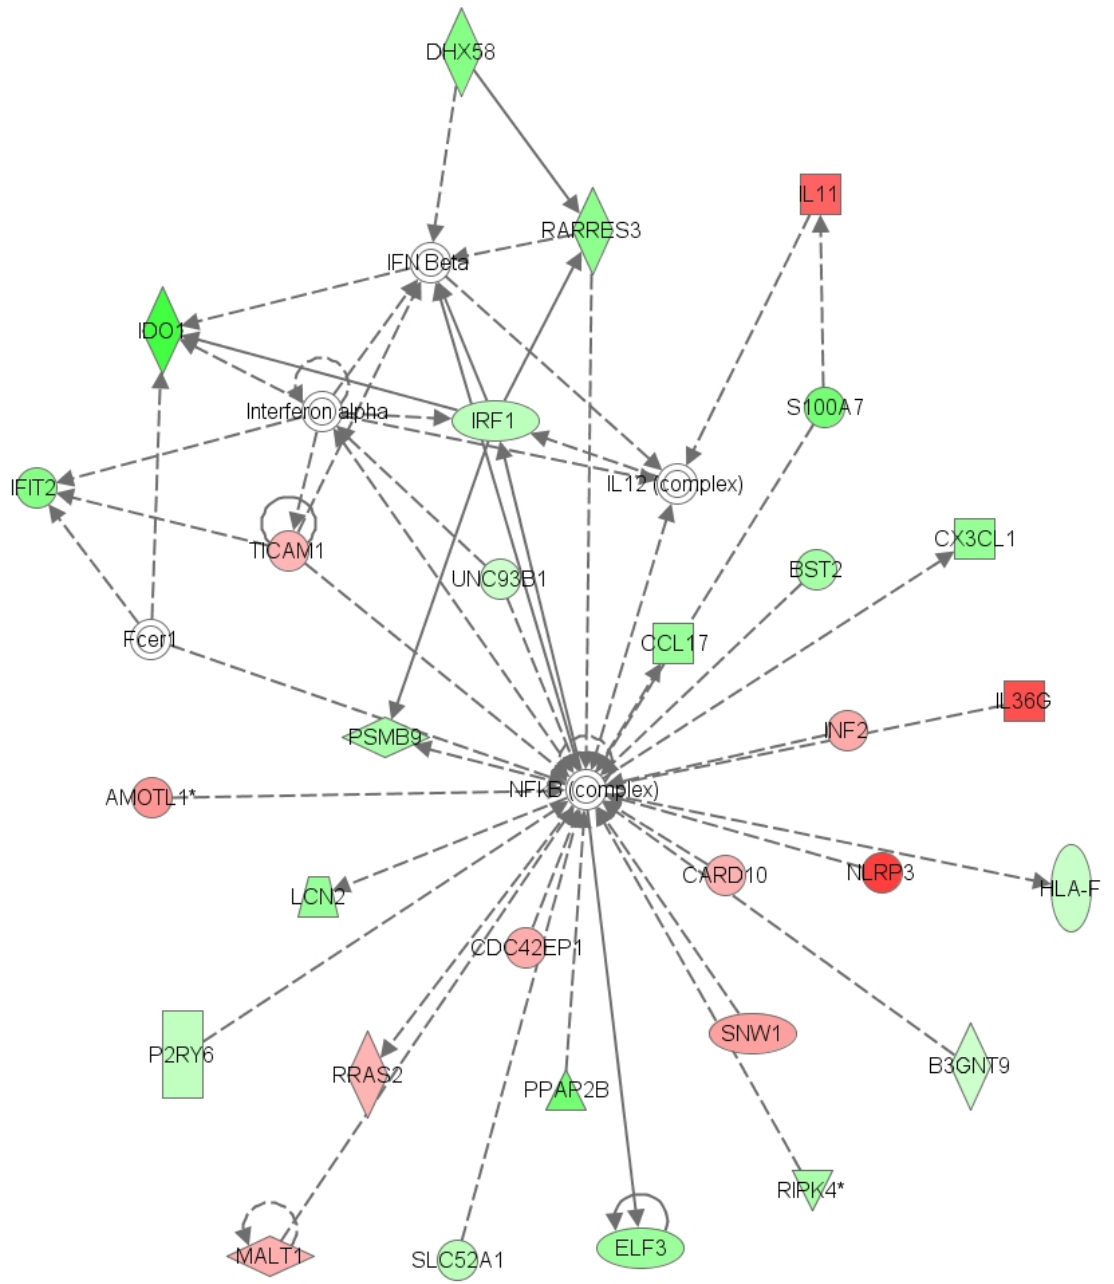 DHX58
IL11
RARRES3
IFN Beta
IDO1
Interferon alpha
IRF1
S100A7
IFIT2
IL12 (complex)
TICAM1
CX3CL1
UNC93B1
BST2
Fcer1
CCL17
IL36G
PSMB9
INF2
AMOTL1*
NFkB (complex)
LCN2
CARD10
NLRP3
HLA-F
CDC42EP1
P2RY6
RRAS2
SNW1
B3GNT9
PPAP2B
RIPK4*
MALT1
SLC52A1
ELF3